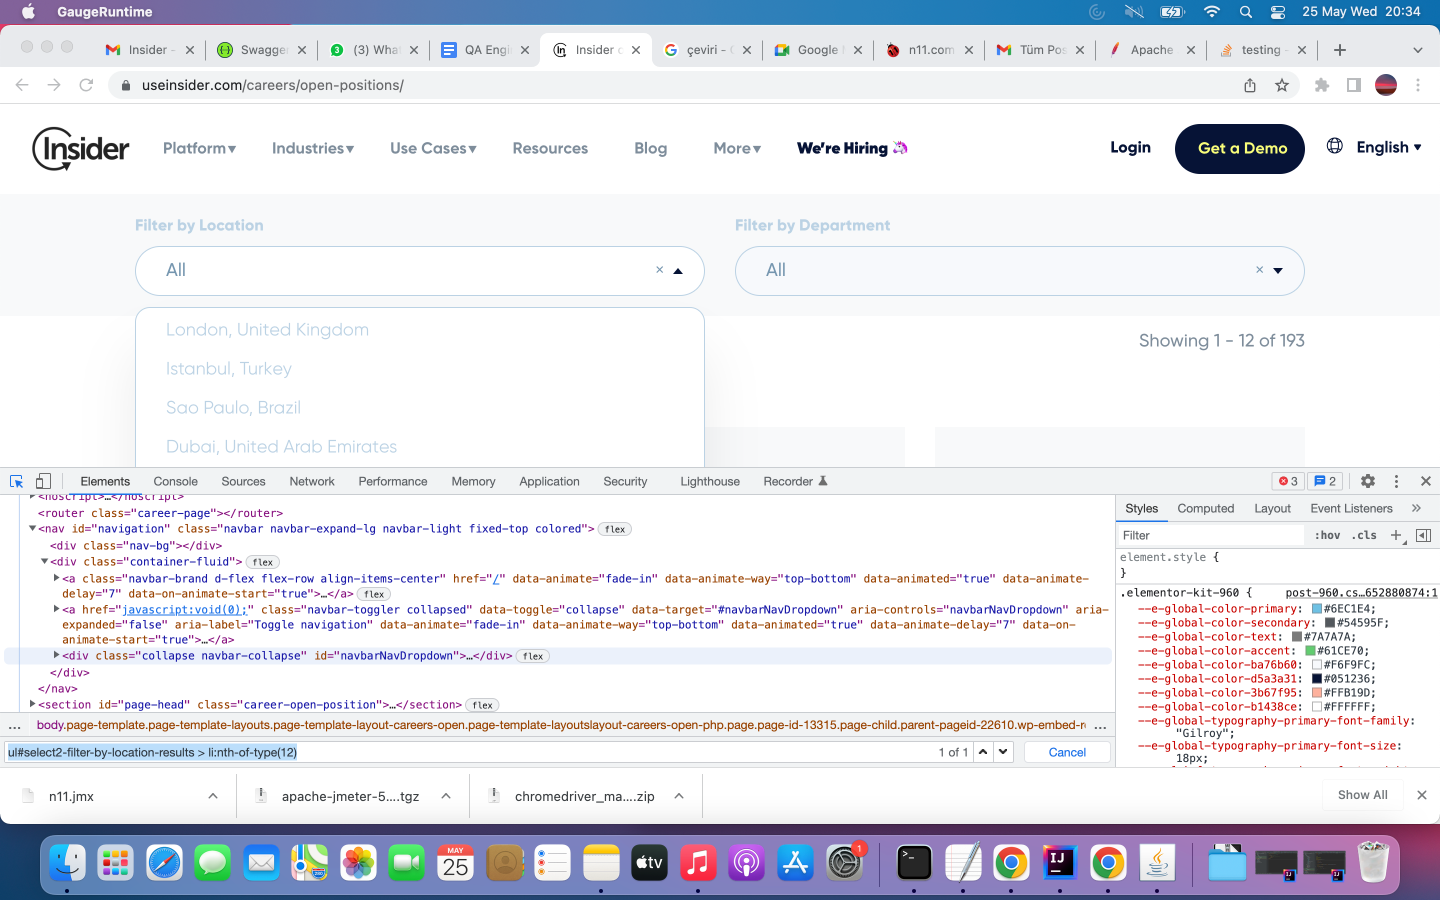 GaugeRuntime
25 May Wed 20:34
Insider -
Swagge
(3) Wha
QA Engi
Insider
çeviri -
Google
n11.com
Tüm Pos
Apache
testing
useinsider.com/careers/open-positions/
Insider
Platform▾
Industries▾
Use Cases▾
Resources
Blog
More▾
We're Hiring 🦄
Login
Get a Demo
English ▾
Filter by Location
Filter by Department
All
×
All
×
London, United Kingdom
Showing 1 - 12 of 193
Istanbul, Turkey
Sao Paulo, Brazil
Dubai, United Arab Emirates
Elements
Console
Sources
Network
Performance
Memory
Application
Security
Lighthouse
Recorder
3
2
<noscript>…</noscript>
<router class="career-page"></router>
<nav id="navigation" class="navbar navbar-expand-lg navbar-light fixed-top colored"> flex
<div class="nav-bg"></div>
<div class="container-fluid"> flex
<a class="navbar-brand d-flex flex-row align-items-center" href="/" data-animate="fade-in" data-animate-way="top-bottom" data-animated="true" data-animate-
delay="7" data-on-animate-start="true">…</a> flex
<a href="javascript:void(0);" class="navbar-toggler collapsed" data-toggle="collapse" data-target="#navbarNavDropdown" aria-controls="navbarNavDropdown" aria-
expanded="false" aria-label="Toggle navigation" data-animate="fade-in" data-animate-way="top-bottom" data-animated="true" data-animate-delay="7" data-on-
animate-start="true">…</a>
<div class="collapse navbar-collapse" id="navbarNavDropdown">…</div> flex
</div>
</nav>
<section id="page-head" class="career-open-position">…</section> flex
… body.page-template.page-template-layouts.page-template-layout-careers-open.page-template-layoutslayout-careers-open-php.page.page-id-13315.page-child.parent-pageid-22610.wp-embed-r …
ul#select2-filter-by-location-results > li:nth-of-type(12)
1 of 1
Cancel
Styles
Computed
Layout
Event Listeners
»
Filter
:hov
.cls
element.style {
}
.elementor-kit-960 {
post-960.cs…652880874:1
--e-global-color-primary: #6EC1E4;
--e-global-color-secondary: #54595F;
--e-global-color-text: #7A7A7A;
--e-global-color-accent: #61CE70;
--e-global-color-ba76b60: #F6F9FC;
--e-global-color-d5a3a31: #051236;
--e-global-color-3b67f95: #FFB19D;
--e-global-color-b1438ce: #FFFFFF;
--e-global-typography-primary-font-family:
"Gilroy";
--e-global-typography-primary-font-size:
18px;
n11.jmx
apache-jmeter-5....tgz
chromedriver_ma....zip
Show All
MAY
25
tv
1
IJ